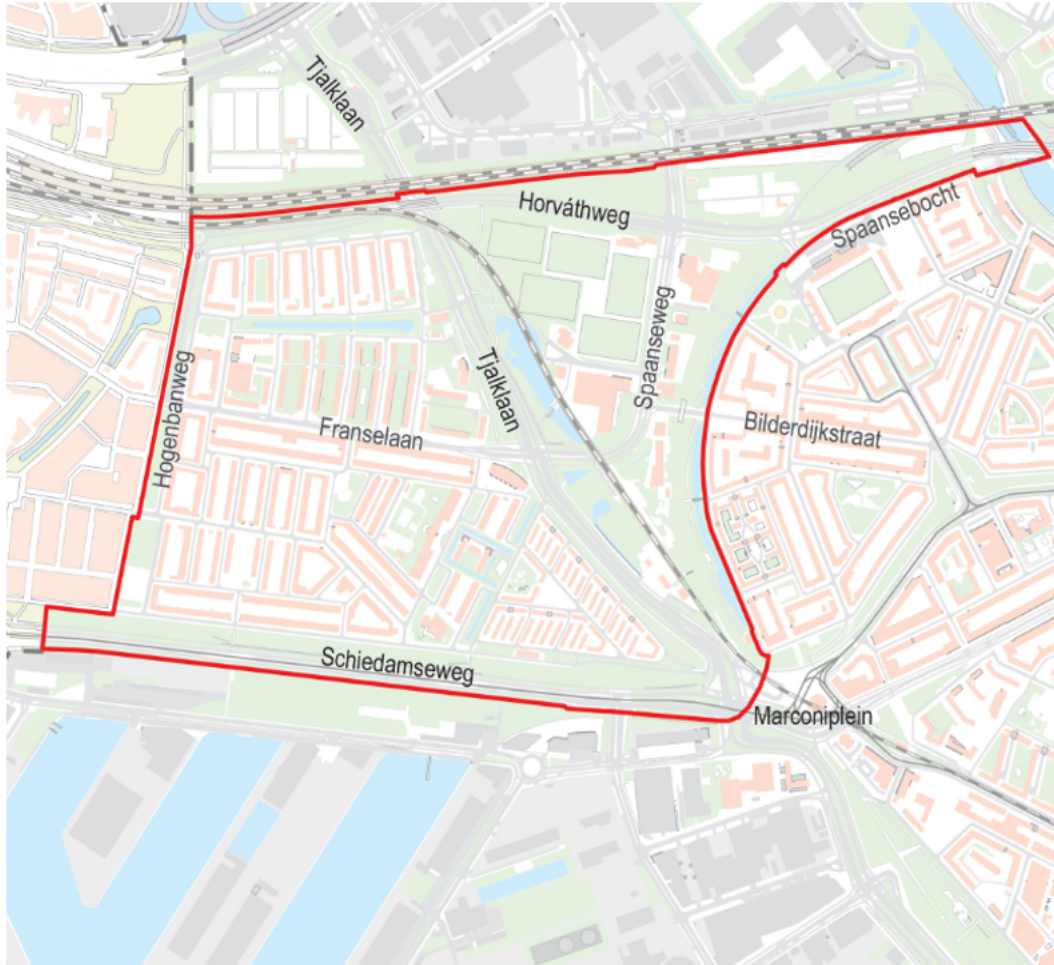 Tjalklaan
Horváthweg
Spaansebocht
Spaanseweg
Hogenbanweg
Tjalklaan
Franselaan
Bilderdijkstraat
Schiedamseweg
Marconiplein